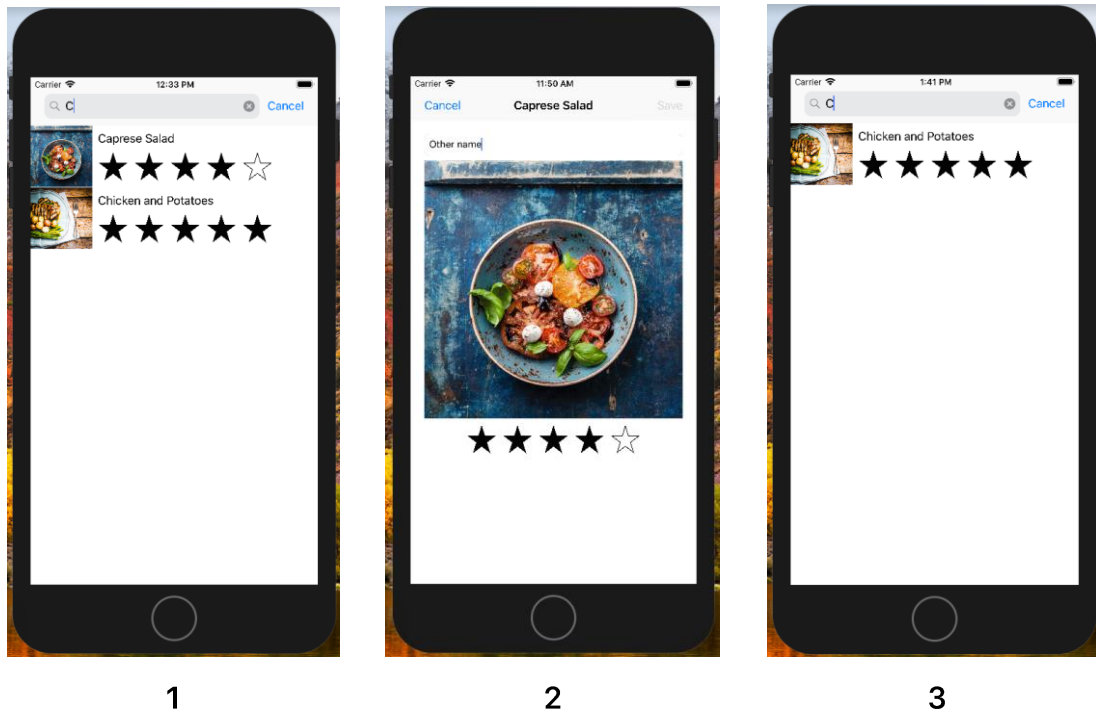 Carrier 12:33 PM
C Cancel
Caprese Salad
Chicken and Potatoes
1
Carrier 11:50 AM
Cancel Caprese Salad Save
Other name
2
Carrier 1:41 PM
C Cancel
Chicken and Potatoes
3